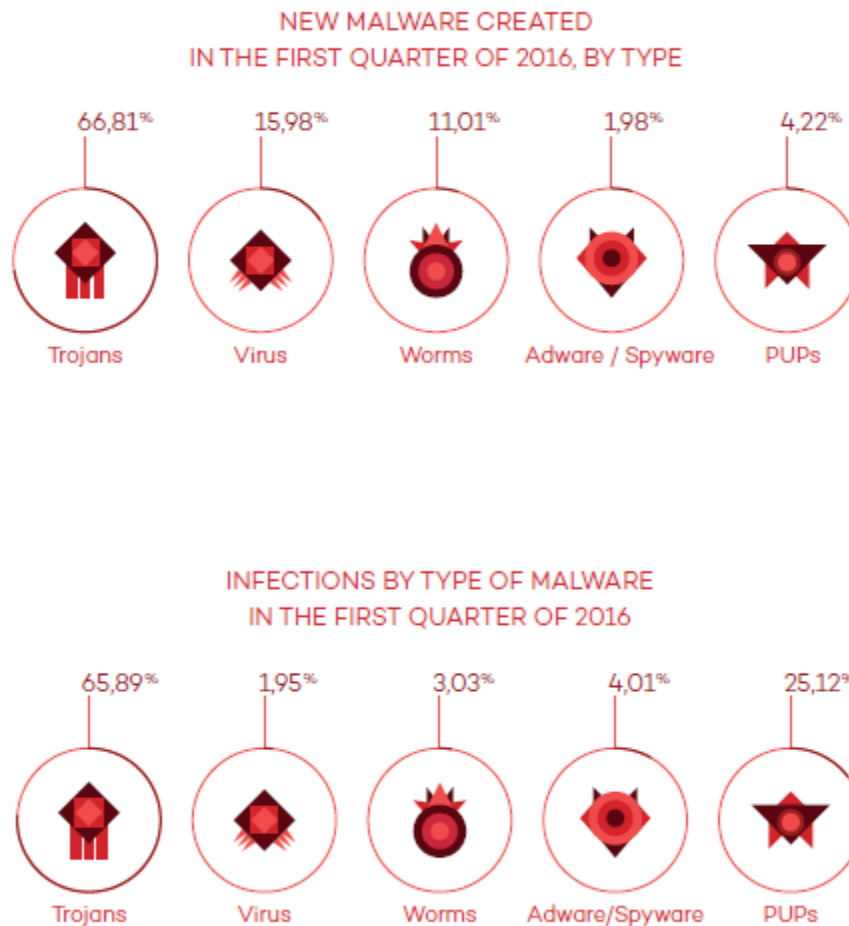 NEW MALWARE CREATED
IN THE FIRST QUARTER OF 2016, BY TYPE
66,81% 15,98% 11,01% 1,98% 4,22%
Trojans Virus Worms Adware / Spyware PUPs
INFECTIONS BY TYPE OF MALWARE
IN THE FIRST QUARTER OF 2016
65,89% 1,95% 3,03% 4,01% 25,12%
Trojans Virus Worms Adware/Spyware PUPs